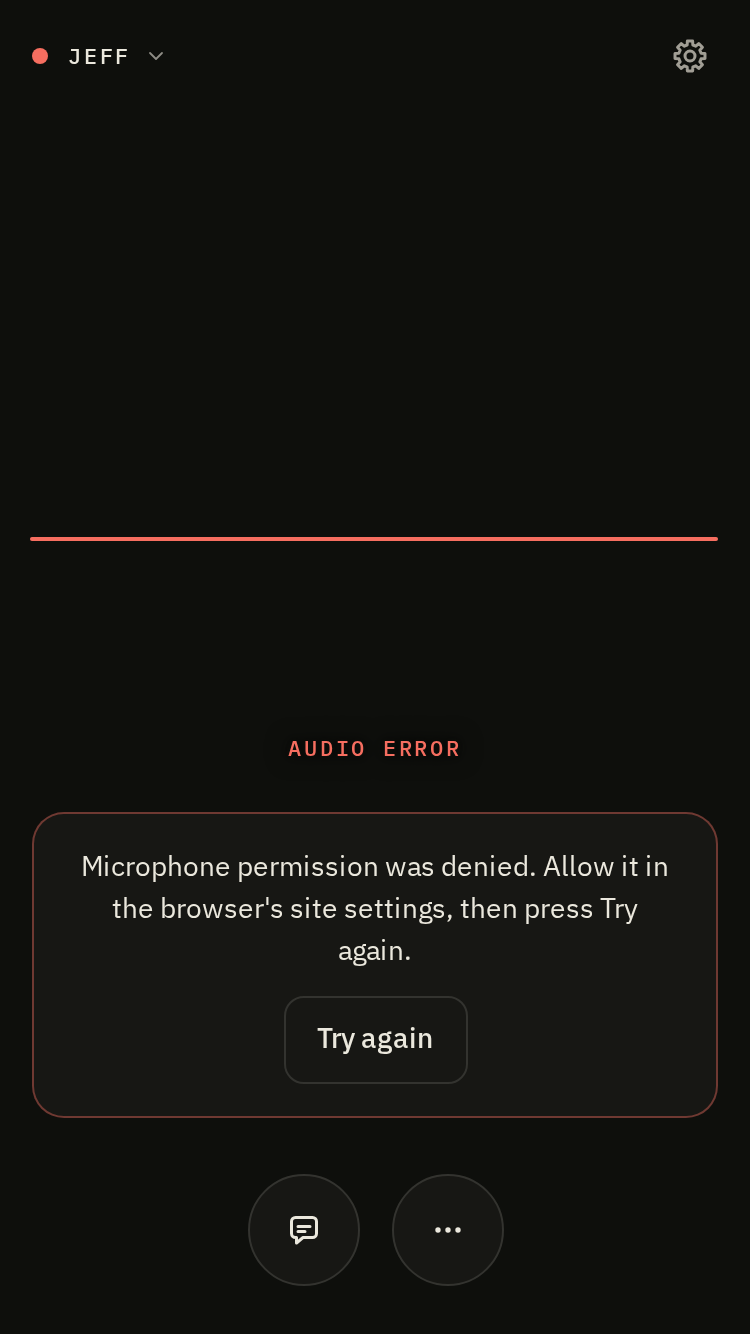 JEFF
AUDIO ERROR
Microphone permission was denied. Allow it in
the browser's site settings, then press Try
again.
Try again